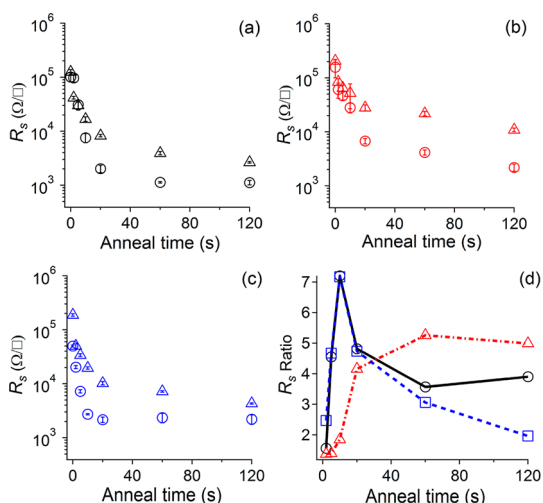 (a)
10⁶
10⁵
10⁴
10³
Rₛ (Ω/□)
0 40 80 120
Anneal time (s)
(b)
10⁶
10⁵
10⁴
10³
Rₛ (Ω/□)
0 40 80 120
Anneal time (s)
(c)
10⁶
10⁵
10⁴
10³
Rₛ (Ω/□)
0 40 80 120
Anneal time (s)
(d)
7
6
5
4
3
2
Rₛ Ratio
0 40 80 120
Anneal time (s)